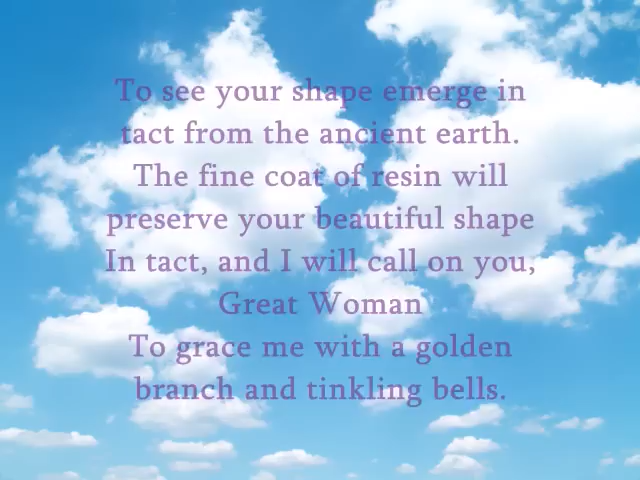 To see your shape emerge in
tact from the ancient earth.
The fine coat of resin will
preserve your beautiful shape
In tact, and I will call on you,
Great Woman
To grace me with a golden
branch and tinkling bells.